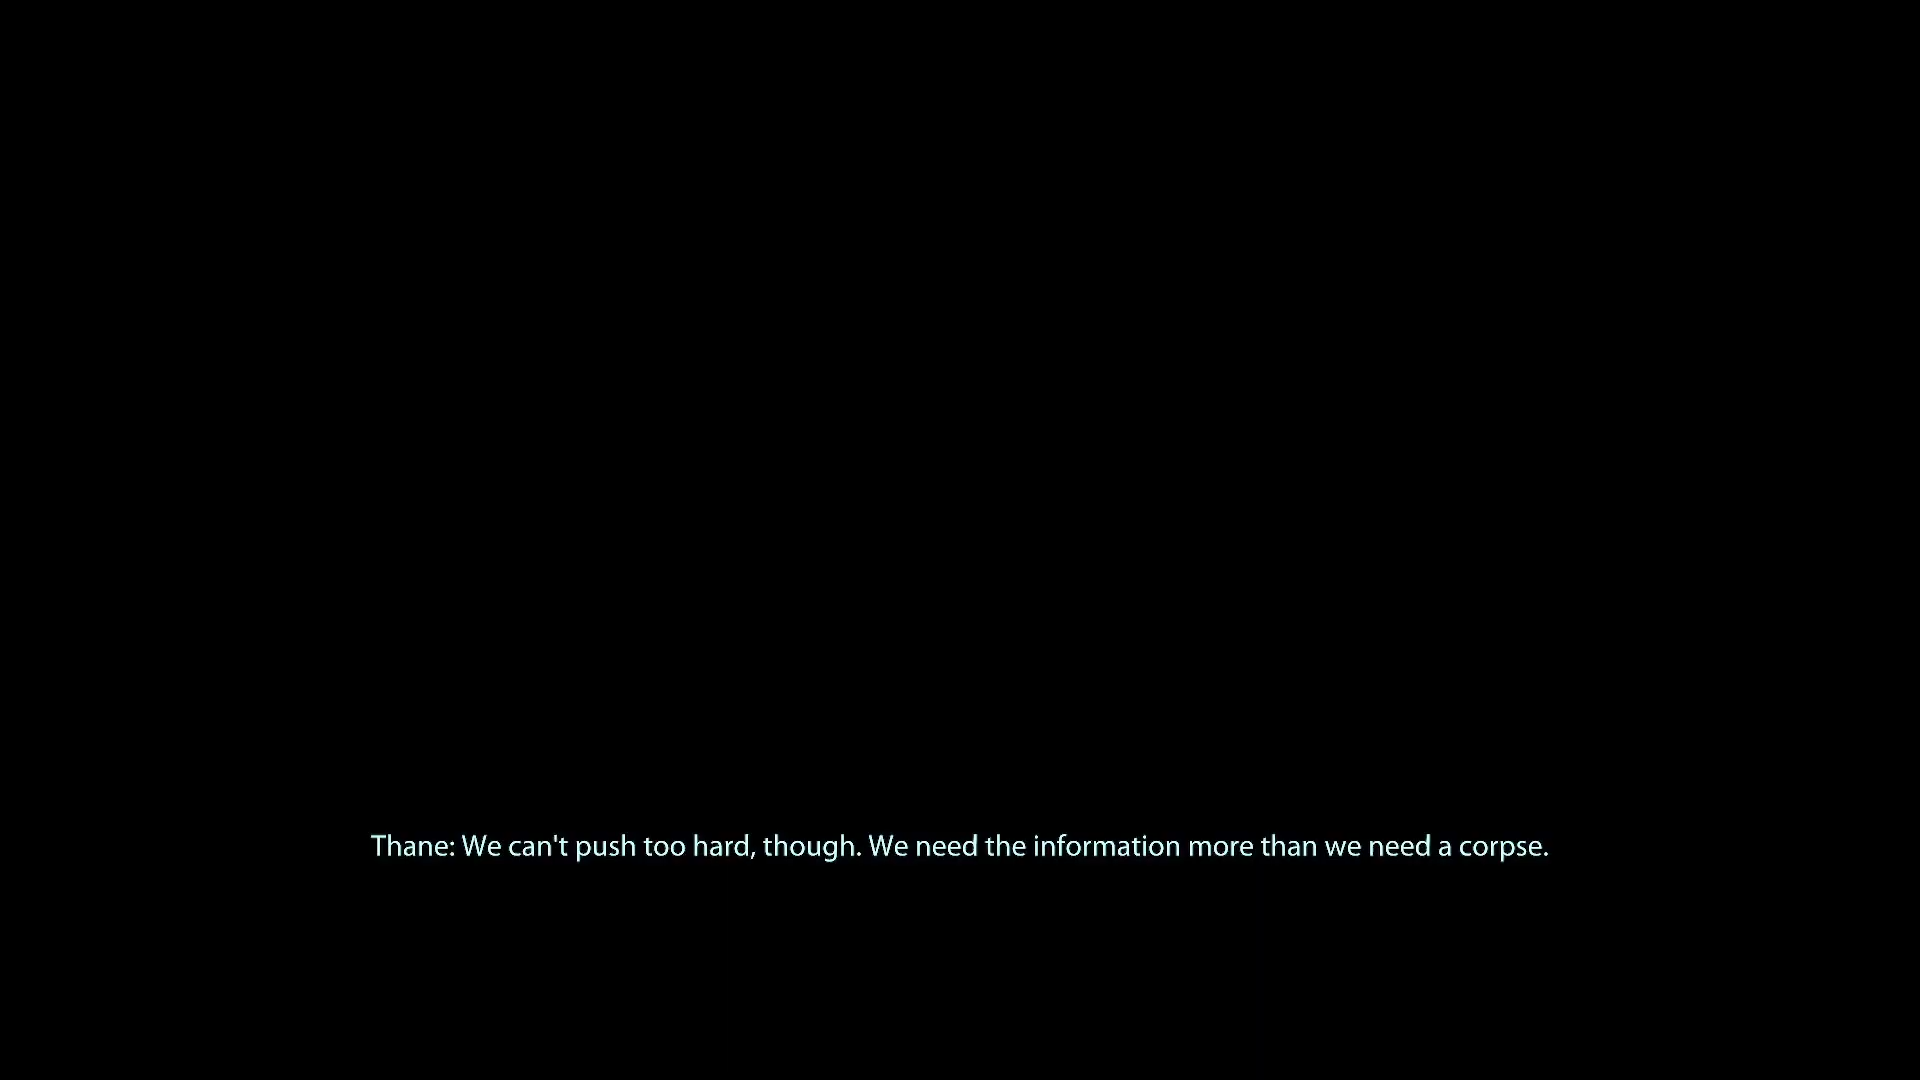 Thane: We can't push too hard, though. We need the information more than we need a corpse.